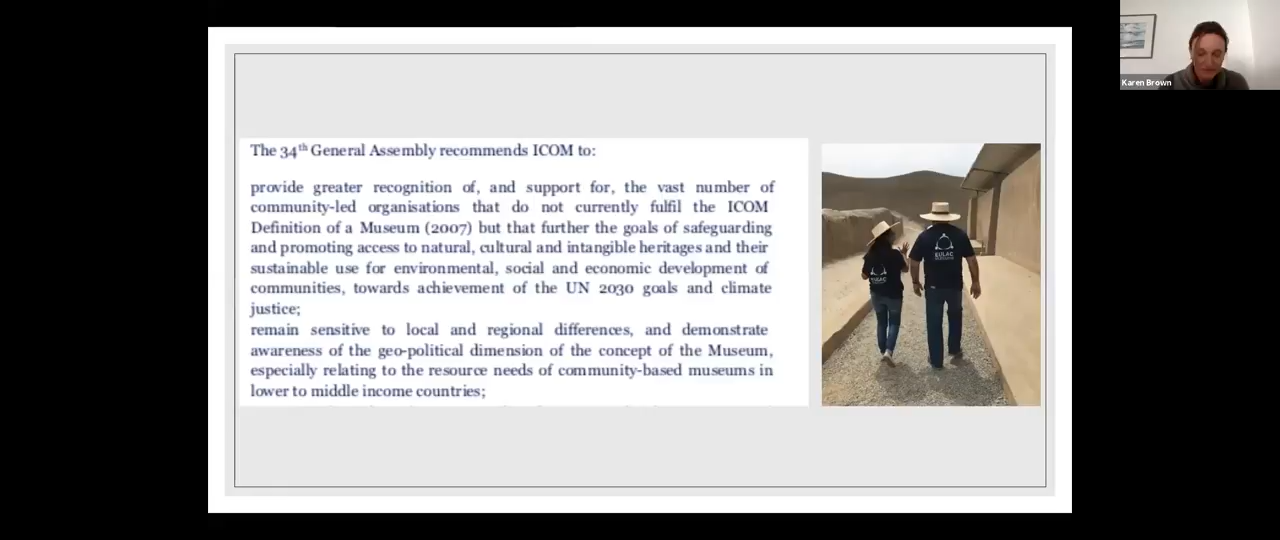 The 34th General Assembly recommends ICOM to:
provide greater recognition of, and support for, the vast number of
community-led organisations that do not currently fulfil the ICOM
Definition of a Museum (2007) but that further the goals of safeguarding
and promoting access to natural, cultural and intangible heritages and their
sustainable use for environmental, social and economic development of
communities, towards achievement of the UN 2030 goals and climate
justice;
remain sensitive to local and regional differences, and demonstrate
awareness of the geo-political dimension of the concept of the Museum,
especially relating to the resource needs of community-based museums in
lower to middle income countries;
EULAC
EULAC
Karen Brown